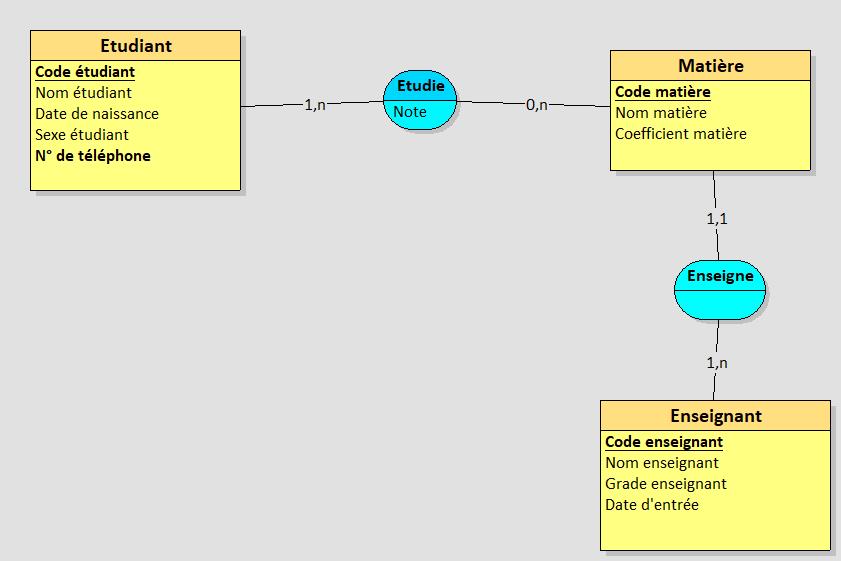 Etudiant
Code étudiant
Nom étudiant
Date de naissance
Sexe étudiant
N° de téléphone
1,n
Etudie
Note
0,n
Matière
Code matière
Nom matière
Coefficient matière
1,1
Enseigne
1,n
Enseignant
Code enseignant
Nom enseignant
Grade enseignant
Date d'entrée